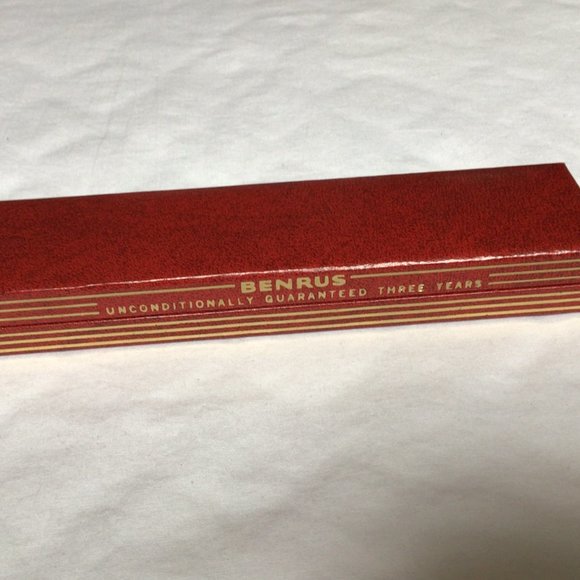 BENRUS
UNCONDITIONALLY GUARANTEED THREE YEARS